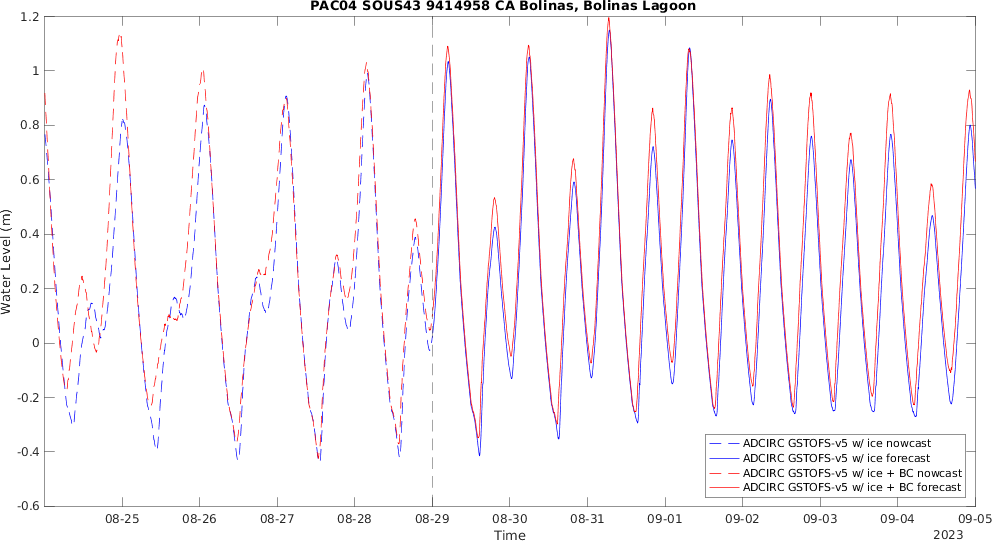 PAC04 SOUS43 9414958 CA Bolinas, Bolinas Lagoon
1.2
1
0.8
0.6
0.4
0.2
0
-0.2
-0.4
-0.6
Water Level (m)
ADCIRC GSTOFS-v5 w/ ice nowcast
ADCIRC GSTOFS-v5 w/ ice forecast
ADCIRC GSTOFS-v5 w/ ice + BC nowcast
ADCIRC GSTOFS-v5 w/ ice + BC forecast
08-25 08-26 08-27 08-28 08-29 08-30 08-31 09-01 09-02 09-03 09-04 09-05
Time
2023